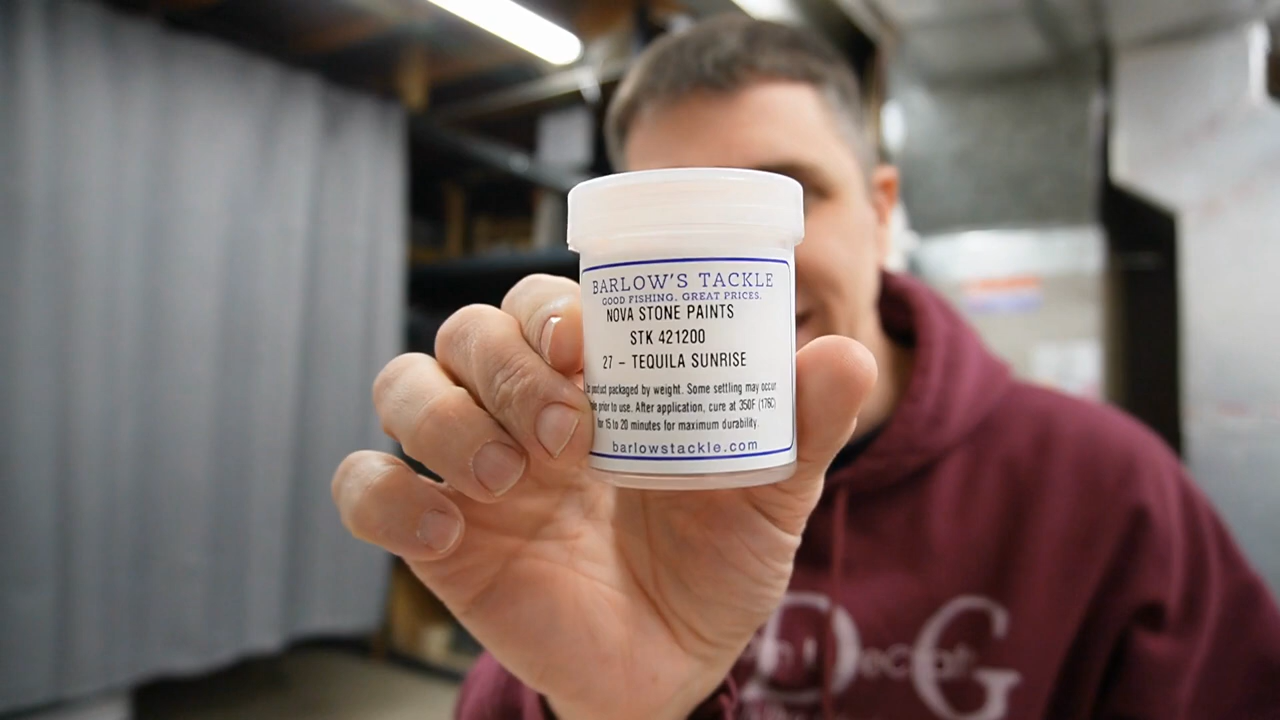 BARLOW'S TACKLE
GOOD FISHING. GREAT PRICES.
NOVA STONE PAINTS
STK 421200
27 – TEQUILA SUNRISE
product packaged by weight. Some settling may occur
prior to use. After application, cure at 350F (176C)
for 15 to 20 minutes for maximum durability.
barlowstackle.com